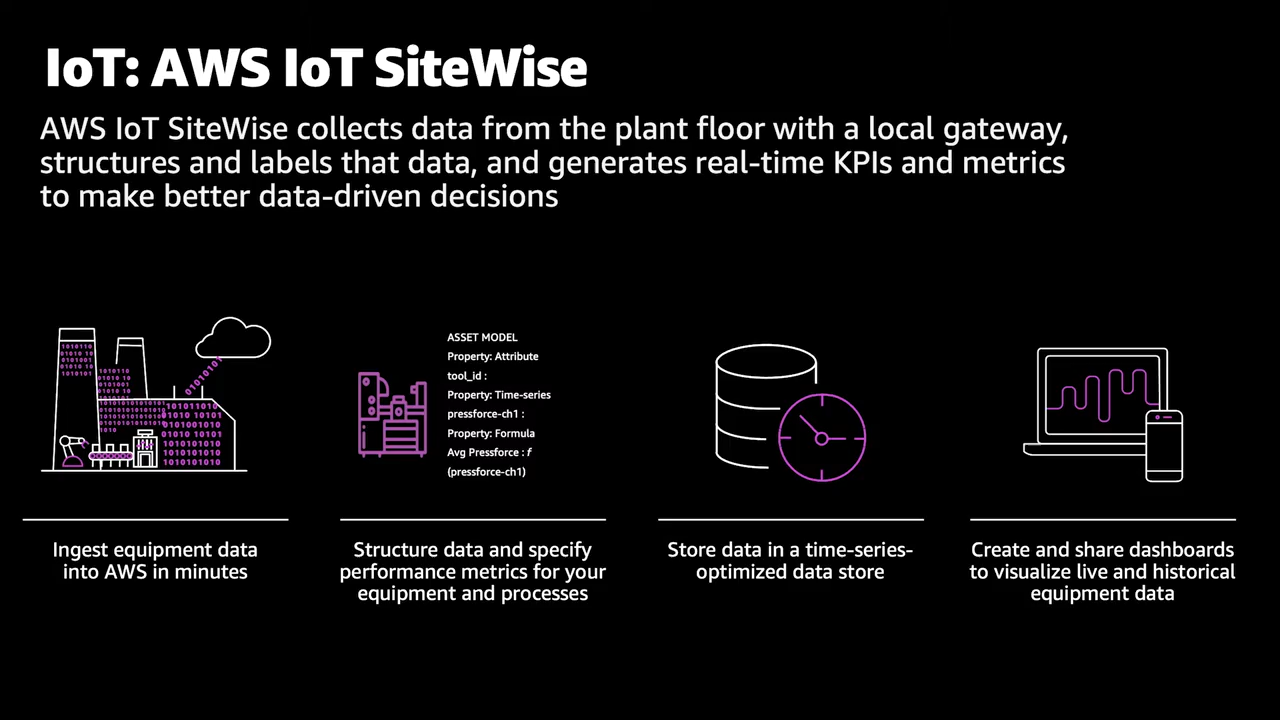 IoT: AWS IoT SiteWise
AWS IoT SiteWise collects data from the plant floor with a local gateway,
structures and labels that data, and generates real-time KPIs and metrics
to make better data-driven decisions
ASSET MODEL
Property: Attribute
tool_id :
Property: Time-series
pressforce-ch1 :
Property: Formula
Avg Pressforce : f
(pressforce-ch1)
01010101
Ingest equipment data
into AWS in minutes
Structure data and specify
performance metrics for your
equipment and processes
Store data in a time-series-
optimized data store
Create and share dashboards
to visualize live and historical
equipment data